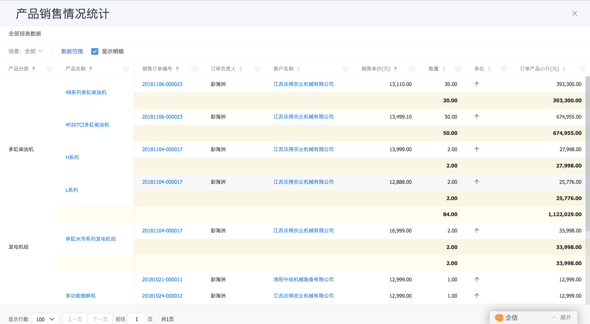 产品销售情况统计
全部报表数据
场景: 全部 数据范围 显示明细
产品分类 产品名称 销售订单编号 订单负责人 客户名称 销售单价(元) 数量 单位 订单产品小计(元)
4B系列多缸柴油机 20181106-000023 彭海洲 江苏沃得农业机械有限公司 13,110.00 30.00 个 393,300.00
30.00 393,300.00
4F20TCI多缸柴油机 20181106-000023 彭海洲 江苏沃得农业机械有限公司 13,499.10 50.00 个 674,955.00
50.00 674,955.00
多缸柴油机 H系列 20181104-000017 彭海洲 江苏沃得农业机械有限公司 13,999.00 2.00 个 27,998.00
2.00 27,998.00
L系列 20181104-000017 彭海洲 江苏沃得农业机械有限公司 12,888.00 2.00 个 25,776.00
2.00 25,776.00
84.00 1,122,029.00
发电机组 单缸水冷系列发电机组 20181104-000017 彭海洲 江苏沃得农业机械有限公司 16,999.00 2.00 个 33,998.00
2.00 33,998.00
2.00 33,998.00
20181021-000011 彭海洲 洛阳中收机械装备有限公司 12,999.00 1.00 个 12,999.00
多功能微耕机 20181024-000012 彭海洲 江苏沃得农业机械有限公司 12,999.00 1.00 个 12,999.00
显示行数 100 上一页 下一页 前往 1 页 共1页
企信 展开